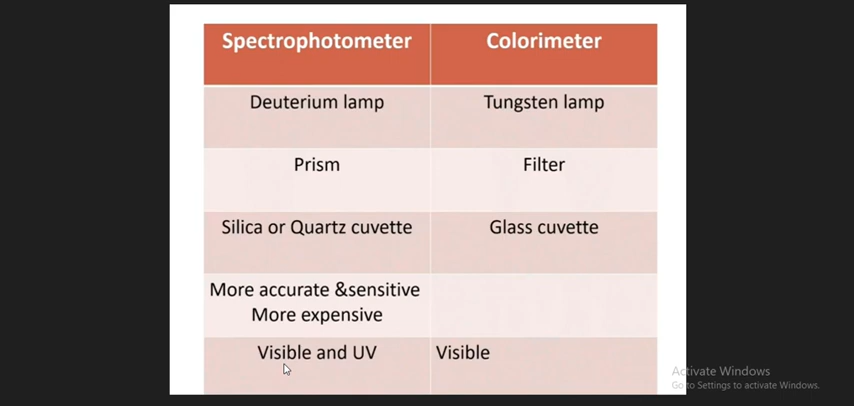 Spectrophotometer Colorimeter
Deuterium lamp Tungsten lamp
Prism Filter
Silica or Quartz cuvette Glass cuvette
More accurate &sensitive
More expensive
Visible and UV Visible
Activate Windows
Go to Settings to activate Windows.